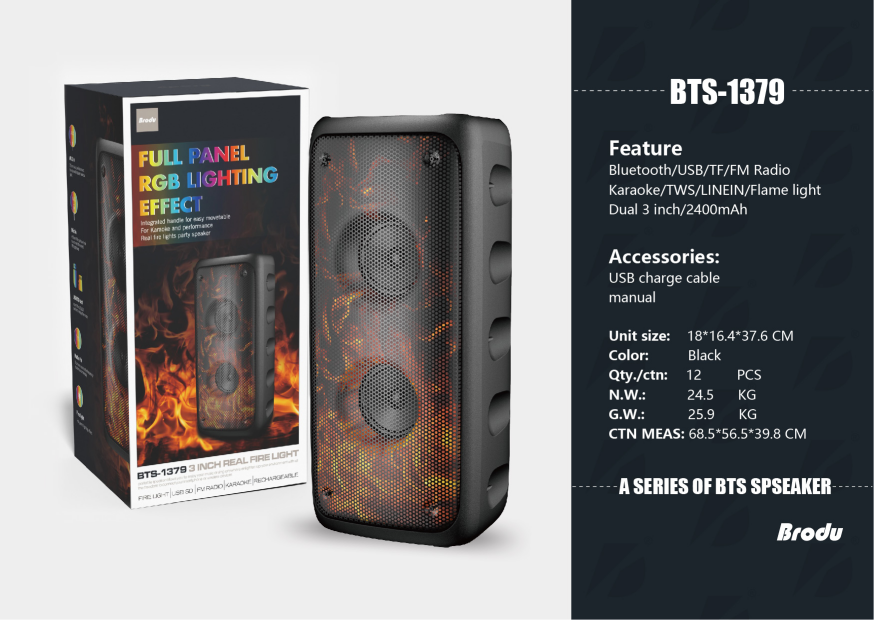 Brodu
FULL PANEL
RGB LIGHTING
EFFECT
Integrated handle for easy moveable
For Karaoke and performance
Real fire lights party speaker
BTS-1379 3 INCH REAL FIRE LIGHT
FIRE LIGHT | USB SD | FM RADIO | KARAOKE | RECHARGEABLE
BTS-1379
Feature
Bluetooth/USB/TF/FM Radio
Karaoke/TWS/LINEIN/Flame light
Dual 3 inch/2400mAh
Accessories:
USB charge cable
manual
Unit size: 18*16.4*37.6 CM
Color: Black
Qty./ctn: 12 PCS
N.W.: 24.5 KG
G.W.: 25.9 KG
CTN MEAS: 68.5*56.5*39.8 CM
A SERIES OF BTS SPSEAKER
Brodu